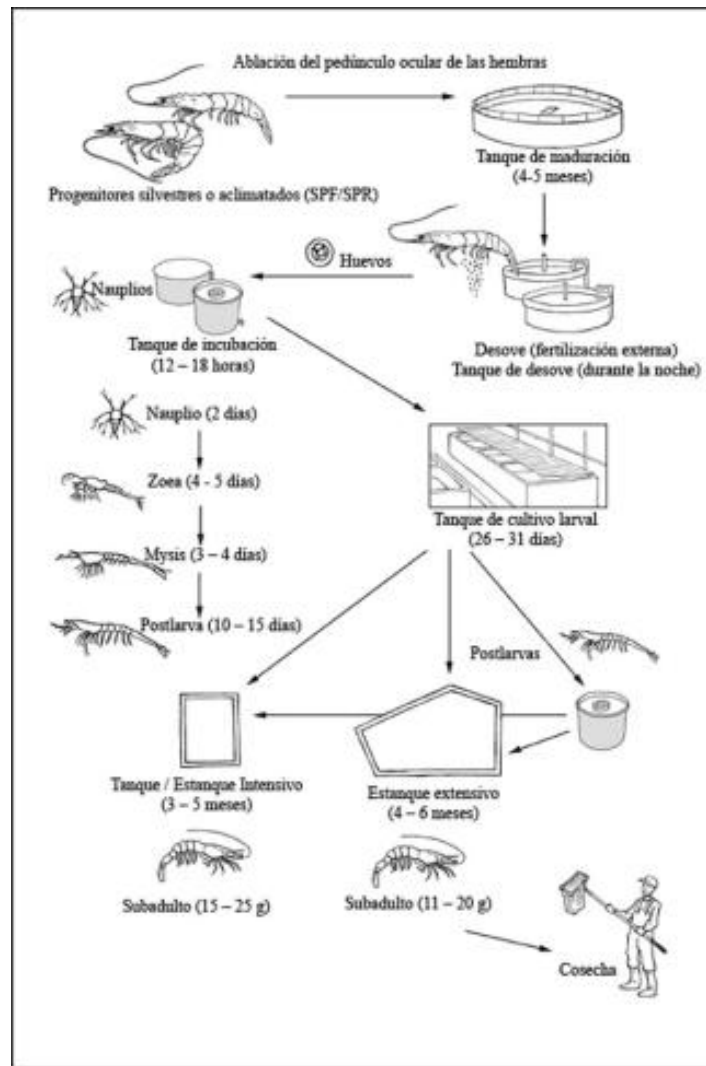 Ablación del pedúnculo ocular de las hembras
Tanque de maduración
(4-5 meses)
Progenitores silvestres o aclimatados (SPF/SPR)
Huevos
Nauplios
Tanque de incubación
(12 – 18 horas)
Desove (fertilización externa)
Tanque de desove (durante la noche)
Nauplio (2 días)
Zoea (4 - 5 días)
Mysis (3 – 4 días)
Postlarva (10 – 15 días)
Tanque de cultivo larval
(26 – 31 días)
Postlarvas
Tanque / Estanque Intensivo
(3 – 5 meses)
Estanque extensivo
(4 – 6 meses)
Subadulto (15 – 25 g)
Subadulto (11 – 20 g)
Cosecha